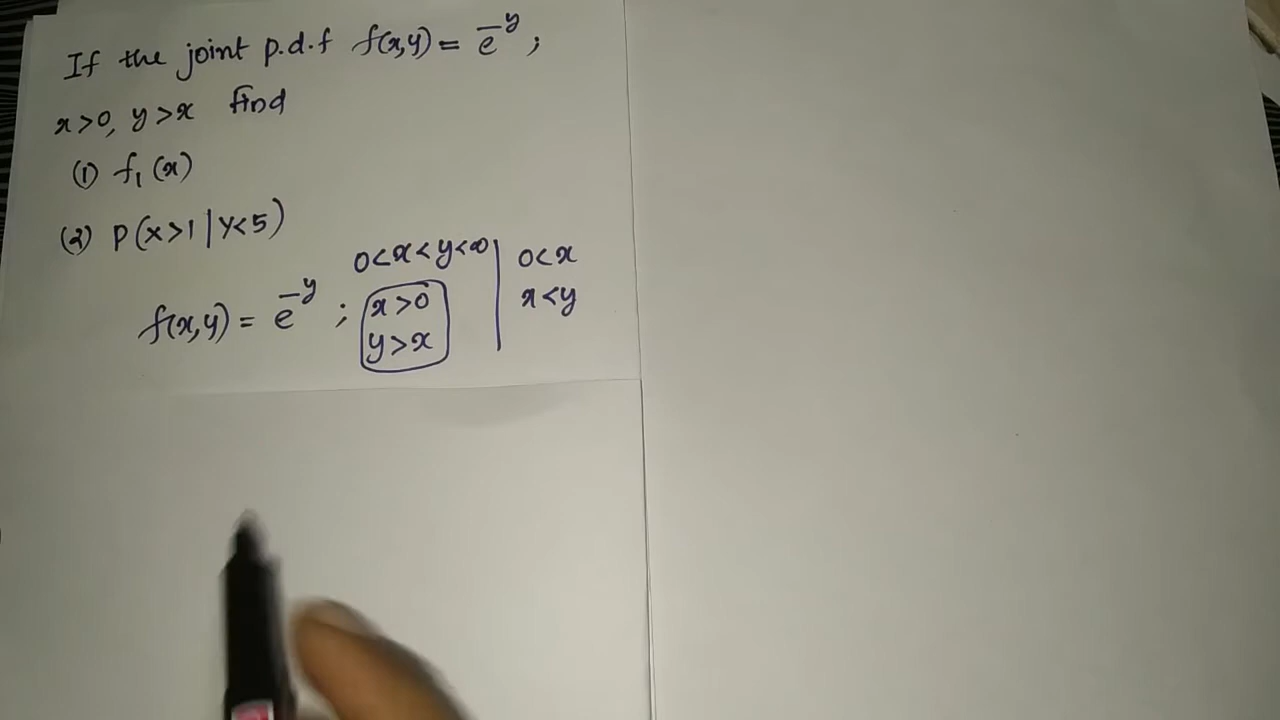 If the joint p.d.f f(x,y) = e^-y ;
x>0, y>x find
(1) f₁(x)
(2) P(x>1 | Y<5)
0<x<y<∞ | 0<x
f(x,y) = e^-y ; x>0 x<y
y>x